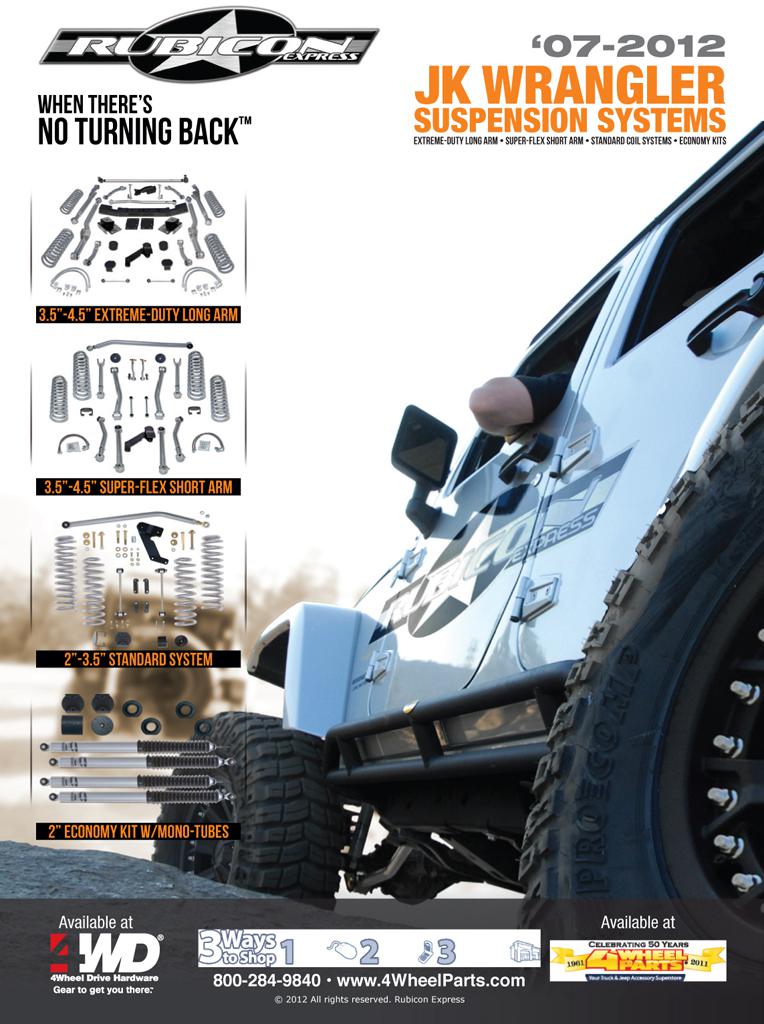 RUBICON
EXPRESS
WHEN THERE'S
NO TURNING BACK™
'07-2012
JK WRANGLER
SUSPENSION SYSTEMS
EXTREME-DUTY LONG ARM • SUPER-FLEX SHORT ARM • STANDARD COIL SYSTEMS • ECONOMY KITS
3.5"-4.5" EXTREME-DUTY LONG ARM
3.5"-4.5" SUPER-FLEX SHORT ARM
2"-3.5" STANDARD SYSTEM
2" ECONOMY KIT W/MONO-TUBES
RUBICON
EXPRESS
PRO COMP
Available at
4WD®
4Wheel Drive Hardware
Gear to get you there.™
3 Ways
to Shop 1 2 3
800-284-9840 • www.4WheelParts.com
© 2012 All rights reserved. Rubicon Express
Available at
CELEBRATING 50 YEARS
1961 4 WHEEL PARTS 2011
Your Truck & Jeep Accessory Superstore